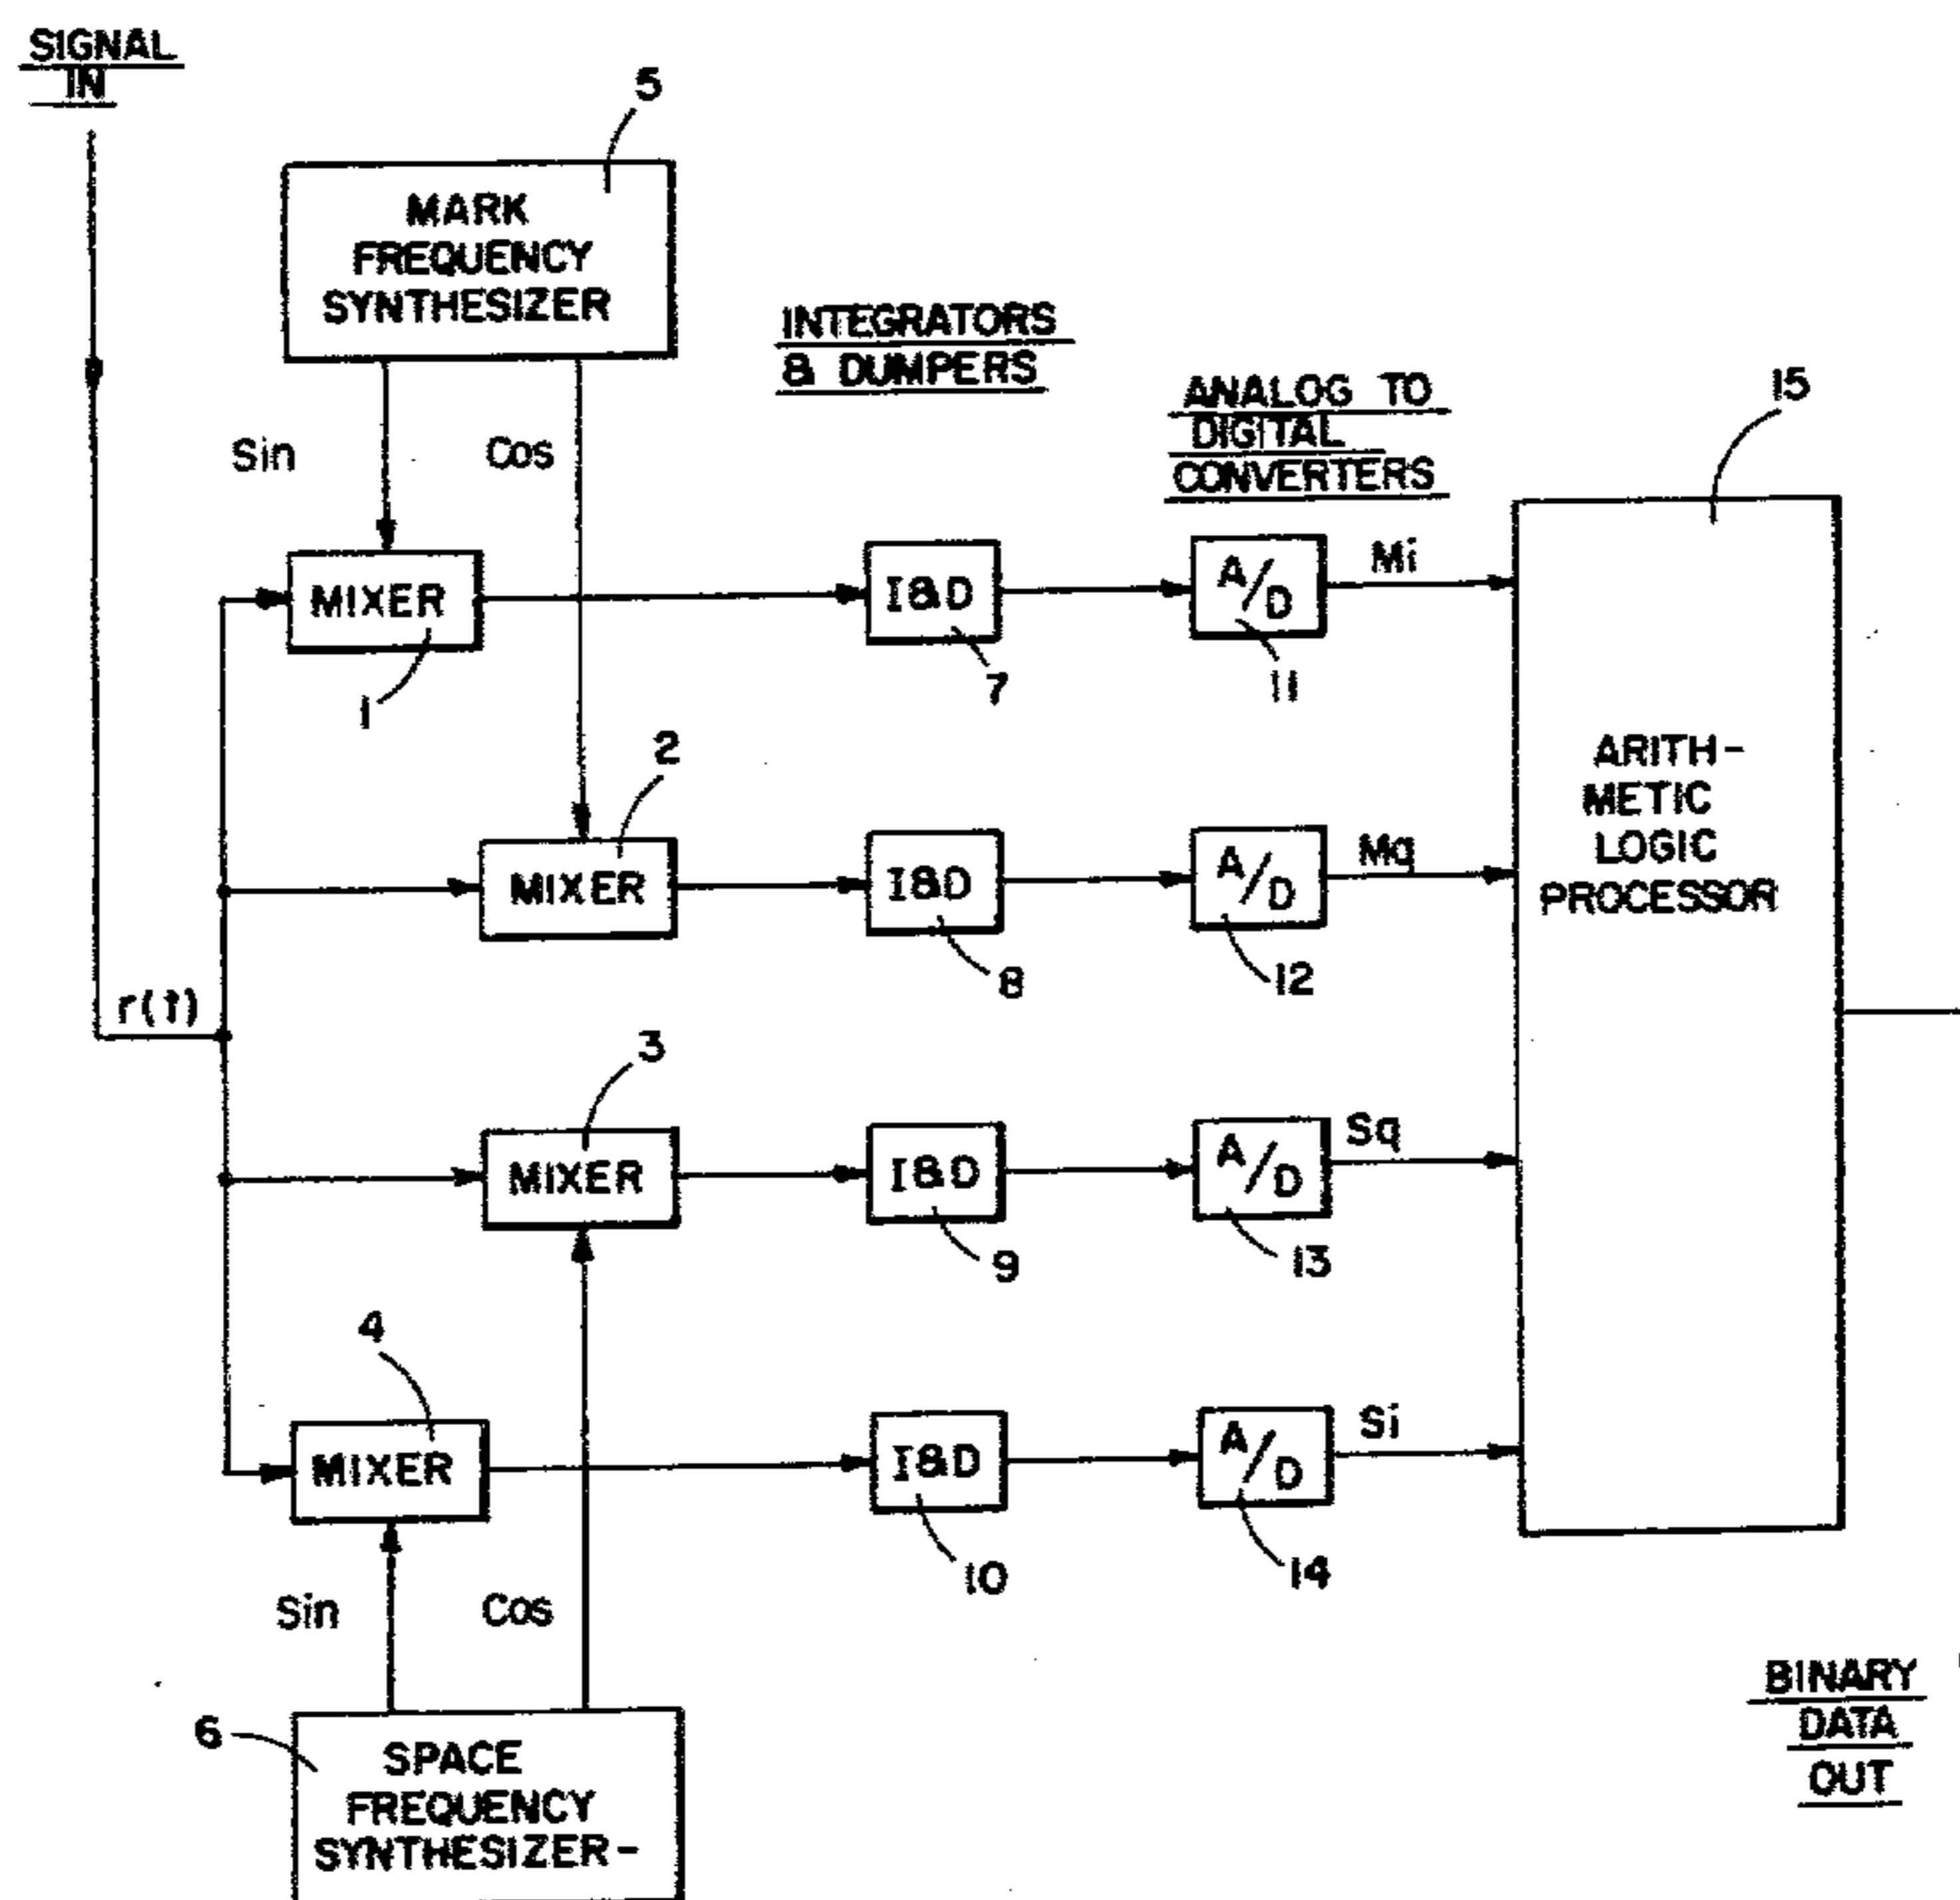 SIGNAL
IN
5
MARK
FREQUENCY
SYNTHESIZER
INTEGRATORS
& DUMPERS
ANALOG TO
DIGITAL
CONVERTERS
15
Sin
Cos
MIXER
1
I&D
7
A/D
11
Mi
2
MIXER
I&D
8
A/D
12
Mq
ARITH-
METIC
LOGIC
PROCESSOR
r(t)
3
MIXER
I&D
9
A/D
13
Sq
4
MIXER
I&D
10
A/D
14
Si
Sin
Cos
6
SPACE
FREQUENCY
SYNTHESIZER-
BINARY
DATA
OUT